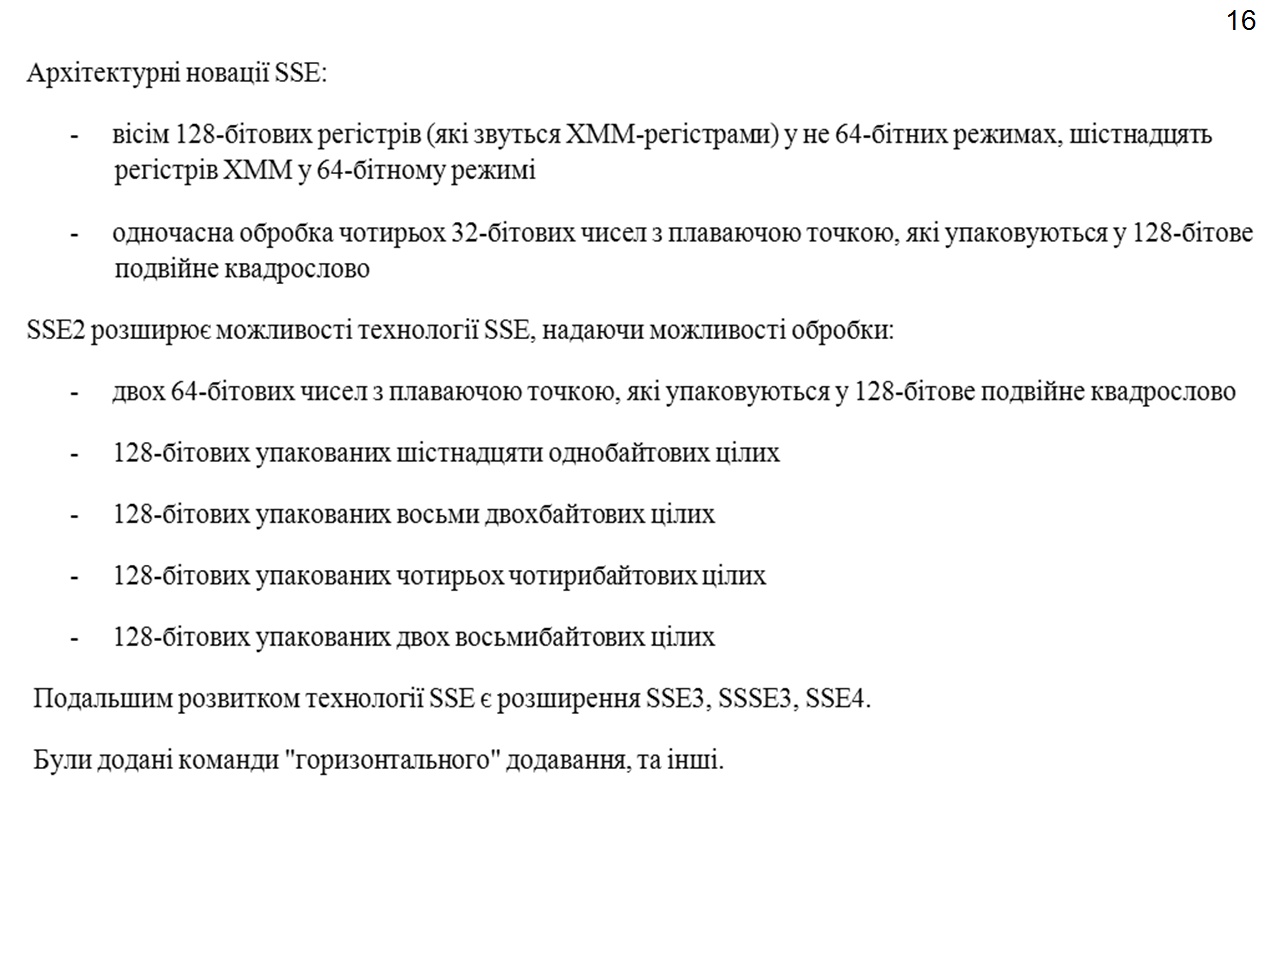 16
Архітектурні новації SSE:
- вісім 128-бітових регістрів (які звуться XMM-регістрами) у не 64-бітних режимах, шістнадцять
регістрів XMM у 64-бітному режимі
- одночасна обробка чотирьох 32-бітових чисел з плаваючою точкою, які упаковуються у 128-бітове
подвійне квадрослово
SSE2 розширює можливості технології SSE, надаючи можливості обробки:
- двох 64-бітових чисел з плаваючою точкою, які упаковуються у 128-бітове подвійне квадрослово
- 128-бітових упакованих шістнадцяти однобайтових цілих
- 128-бітових упакованих восьми двохбайтових цілих
- 128-бітових упакованих чотирьох чотирибайтових цілих
- 128-бітових упакованих двох восьмибайтових цілих
Подальшим розвитком технології SSE є розширення SSE3, SSSE3, SSE4.
Були додані команди "горизонтального" додавання, та інші.